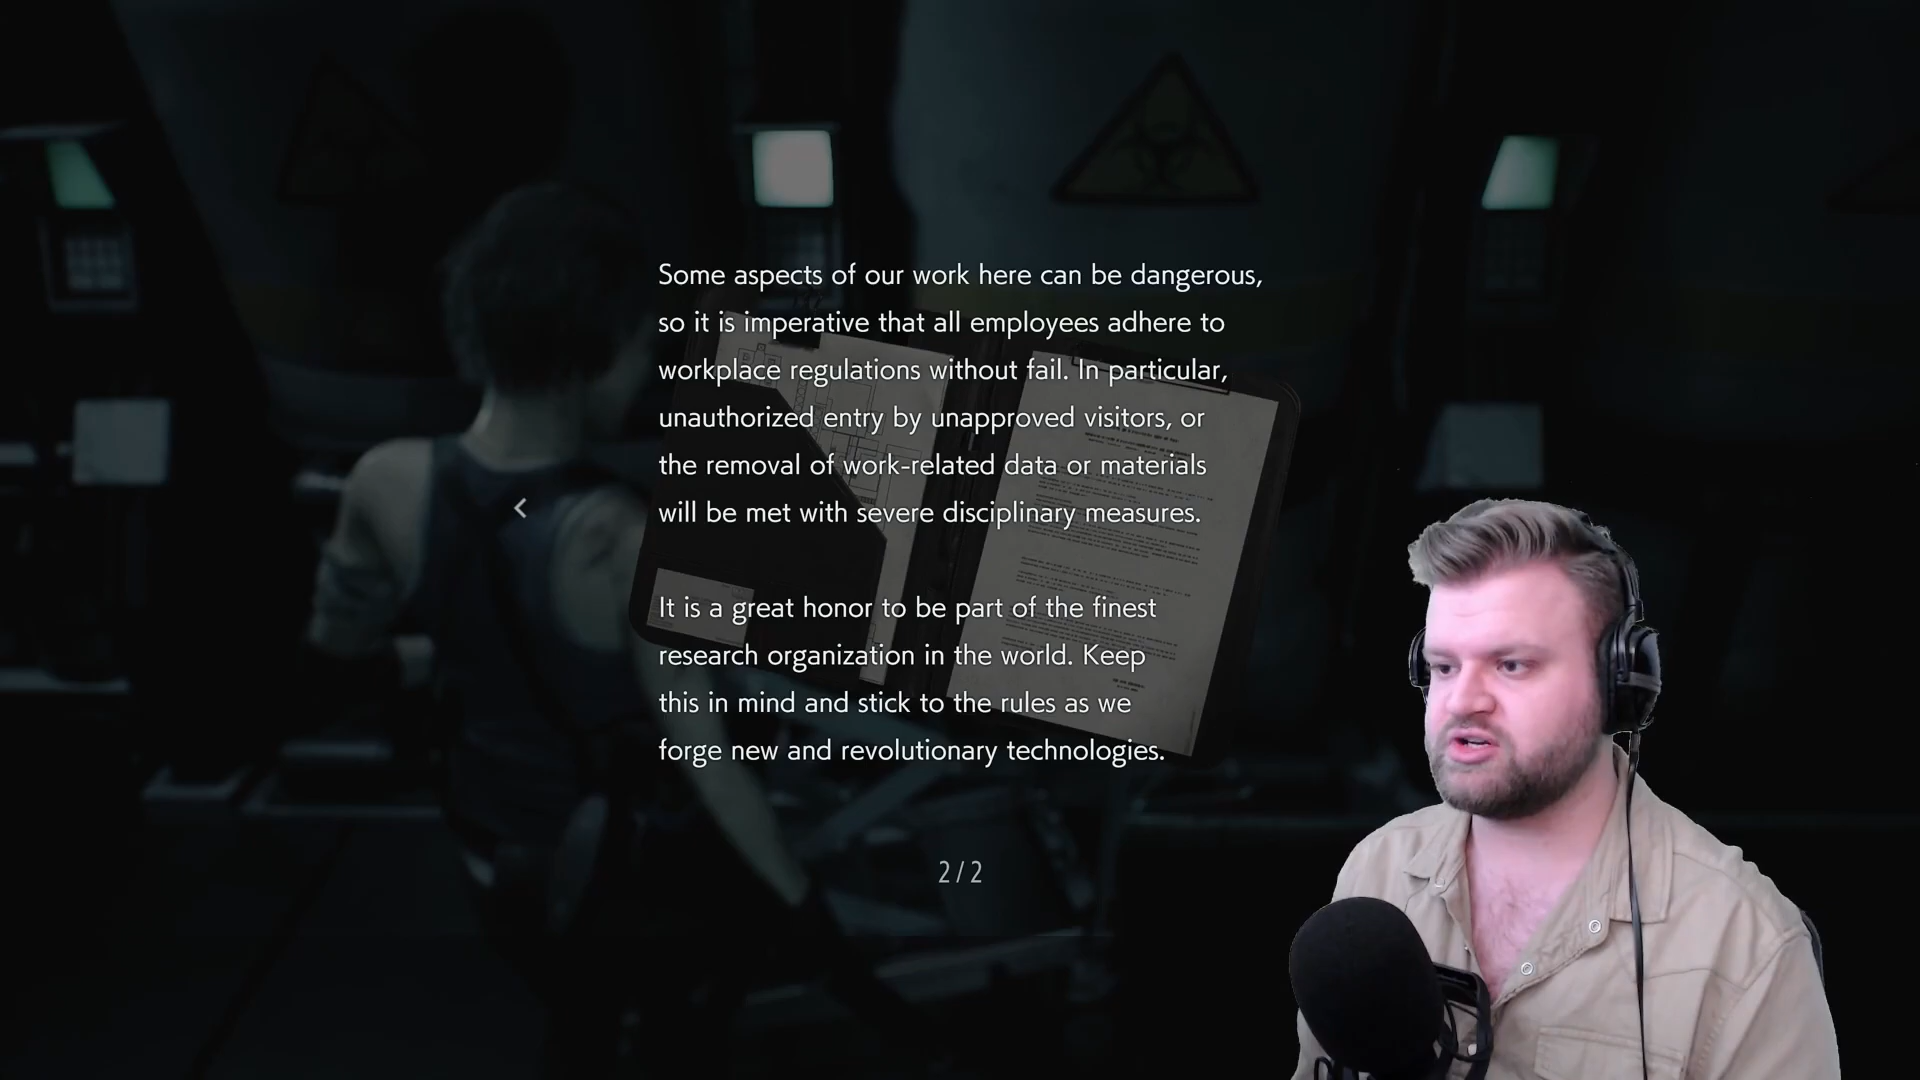 Some aspects of our work here can be dangerous,
so it is imperative that all employees adhere to
workplace regulations without fail. In particular,
unauthorized entry by unapproved visitors, or
the removal of work-related data or materials
will be met with severe disciplinary measures.
It is a great honor to be part of the finest
research organization in the world. Keep
this in mind and stick to the rules as we
forge new and revolutionary technologies.
2 / 2